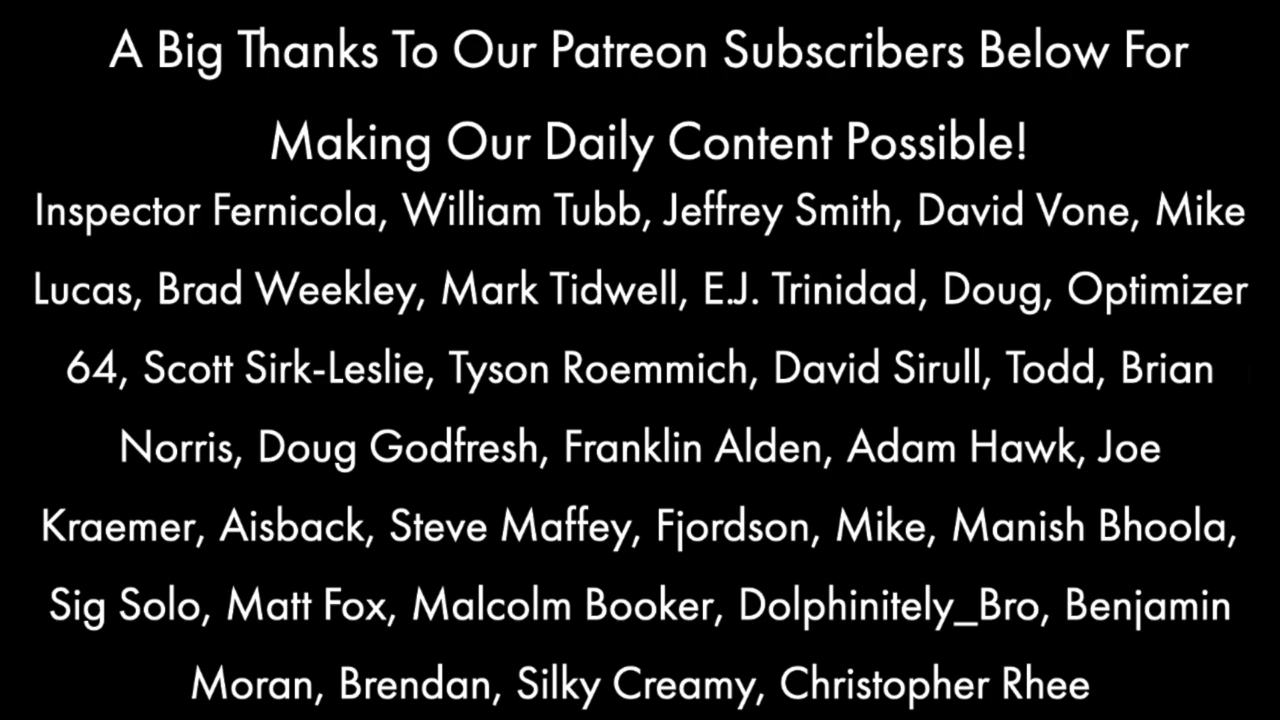 A Big Thanks To Our Patreon Subscribers Below For
Making Our Daily Content Possible!
Inspector Fernicola, William Tubb, Jeffrey Smith, David Vone, Mike
Lucas, Brad Weekley, Mark Tidwell, E.J. Trinidad, Doug, Optimizer
64, Scott Sirk-Leslie, Tyson Roemmich, David Sirull, Todd, Brian
Norris, Doug Godfresh, Franklin Alden, Adam Hawk, Joe
Kraemer, Aisback, Steve Maffey, Fjordson, Mike, Manish Bhoola,
Sig Solo, Matt Fox, Malcolm Booker, Dolphinitely_Bro, Benjamin
Moran, Brendan, Silky Creamy, Christopher Rhee